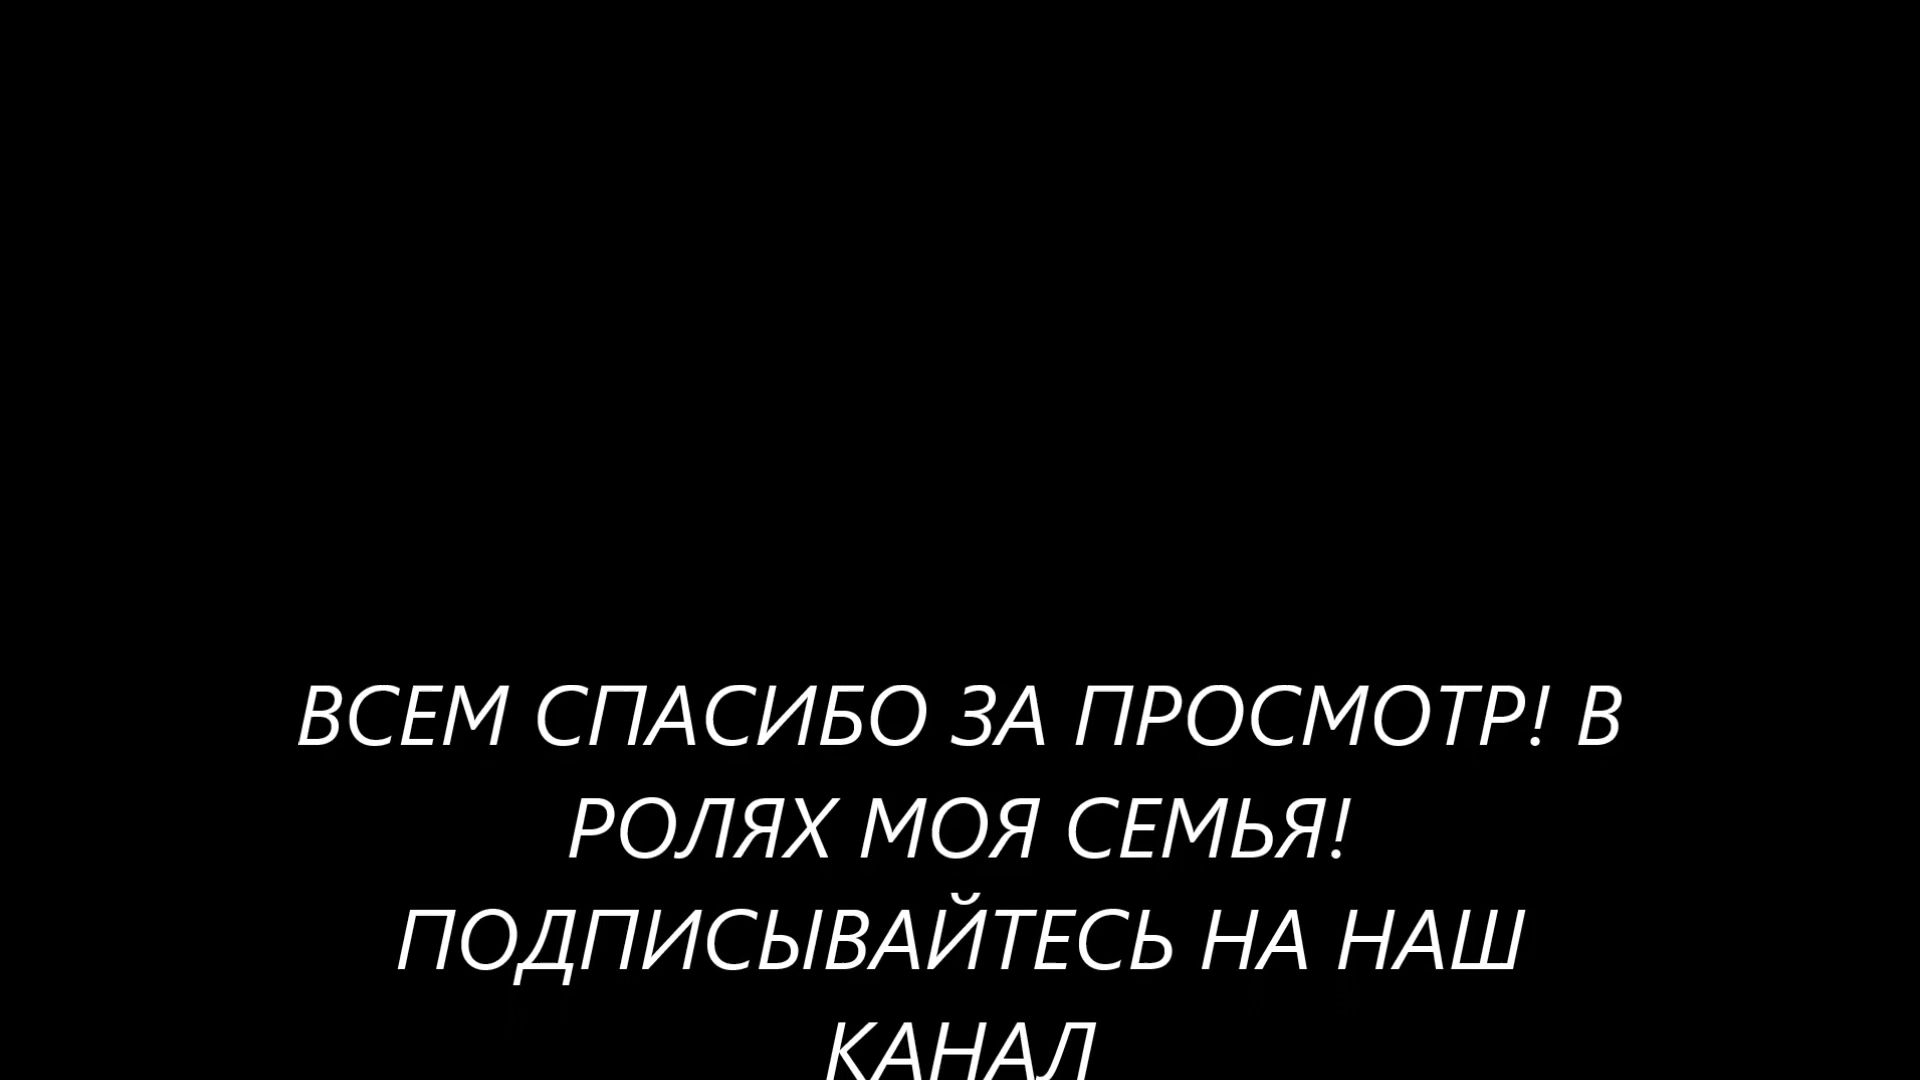 ВСЕМ СПАСИБО ЗА ПРОСМОТР! В
РОЛЯХ МОЯ СЕМЬЯ!
ПОДПИСЫВАЙТЕСЬ НА НАШ
КАНАЛ